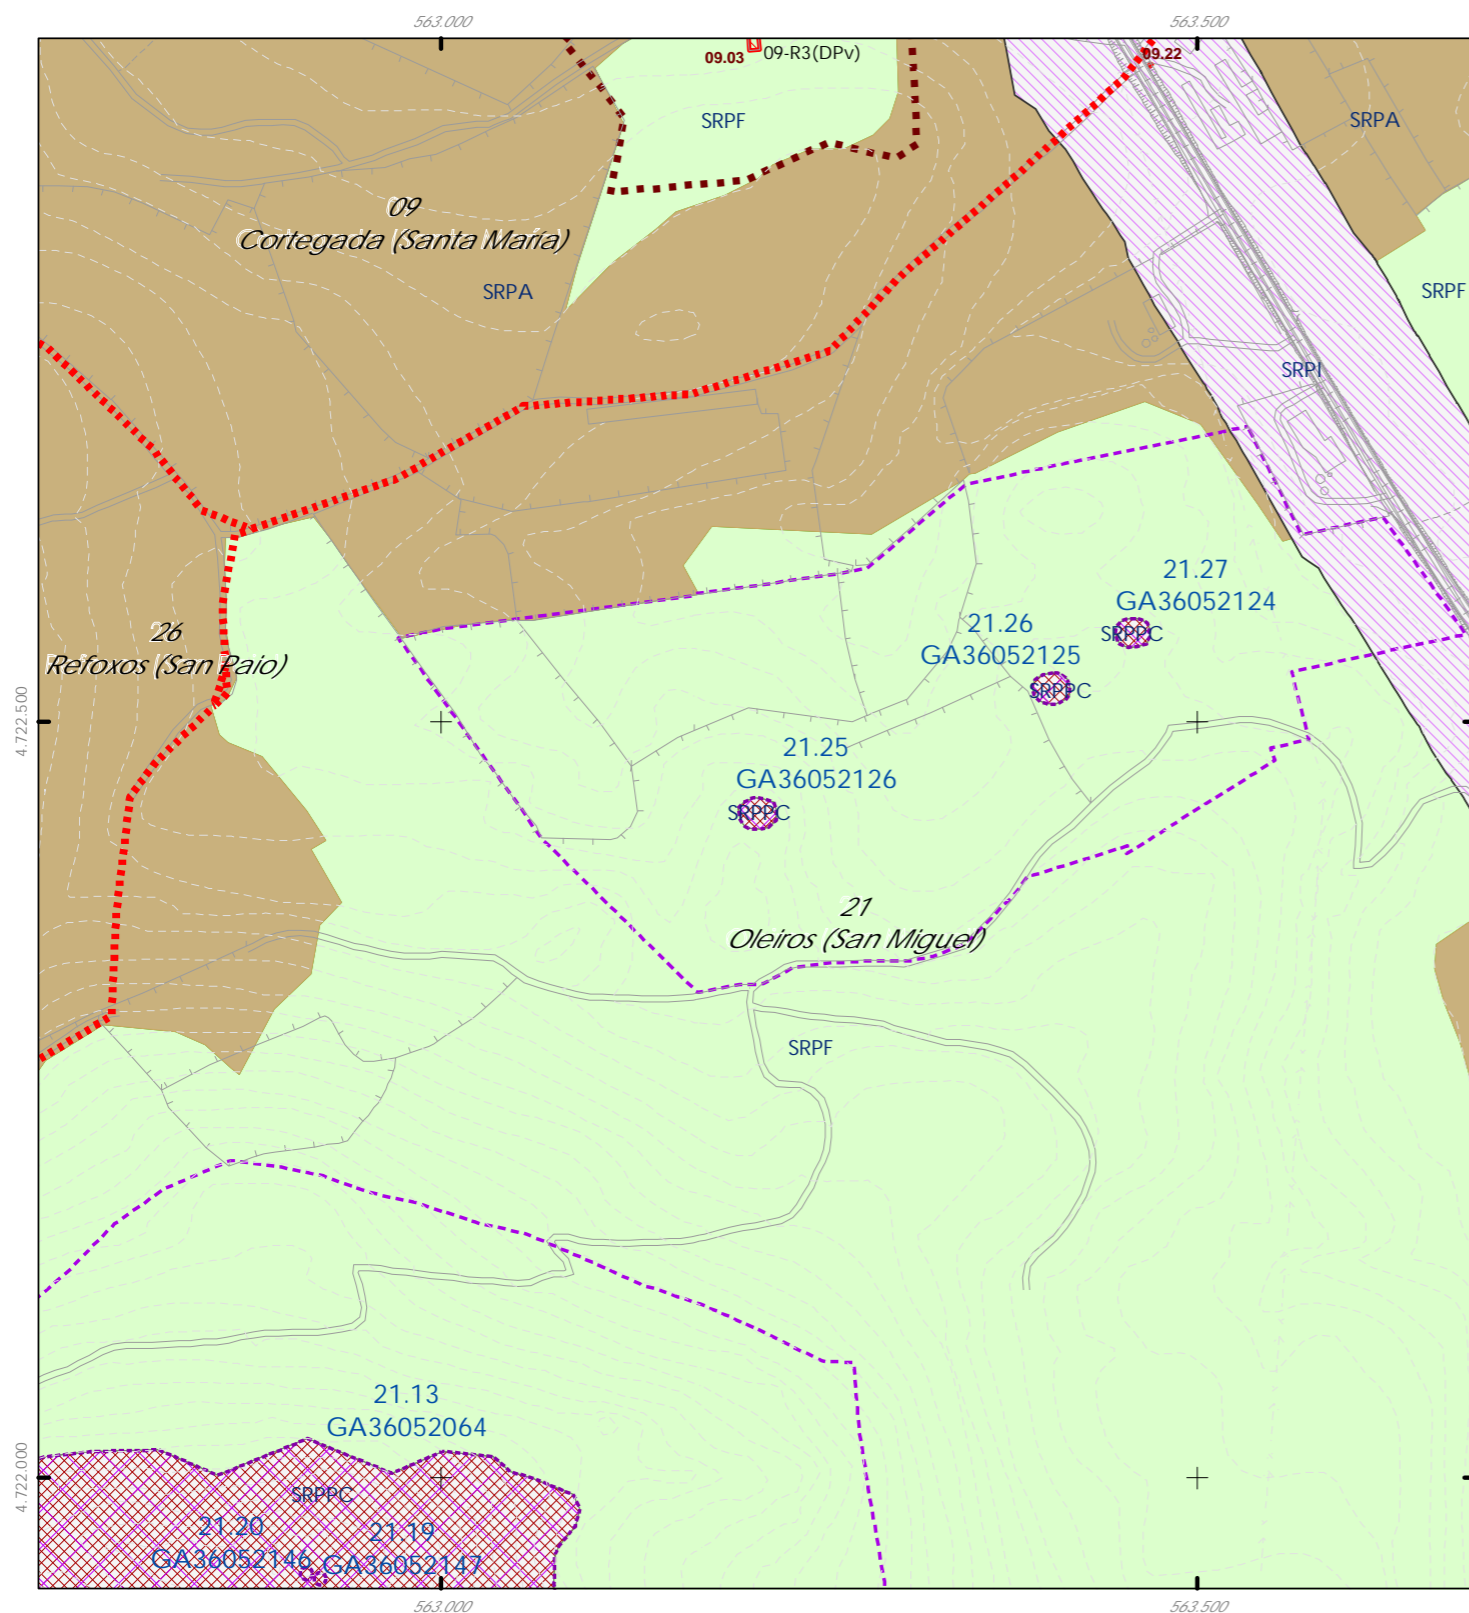 563.000
563.500
09.03
09-R3(DPv)
09.22
SRPF
SRPA
09
Cortegada (Santa María)
SRPA
SRPF
SRPI
21.27
GA36052124
21.26
GA36052125
SRPPC
26
Refoxos (San Paio)
SRPPC
4.722.500
21.25
GA36052126
SRPPC
21
Oleiros (San Miguel)
SRPF
21.13
GA36052064
4.722.000
SRPPC
21.20
GA36052146
21.19
GA36052147
563.000
563.500